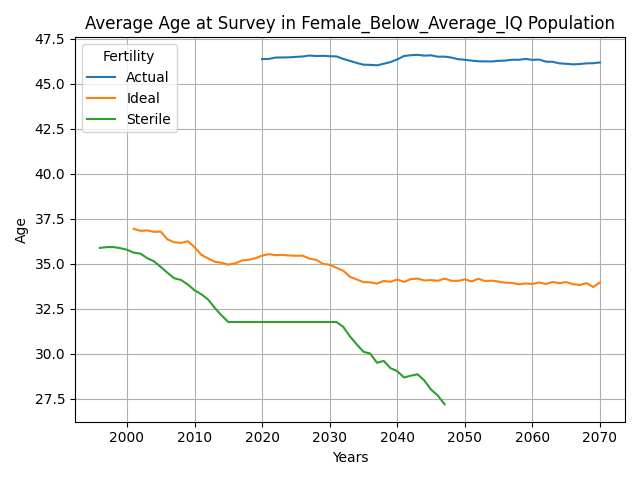 Average Age at Survey in Female_Below_Average_IQ Population
Fertility
Actual
Ideal
Sterile
47.5
45.0
42.5
40.0
37.5
35.0
32.5
30.0
27.5
Age
2000 2010 2020 2030 2040 2050 2060 2070
Years